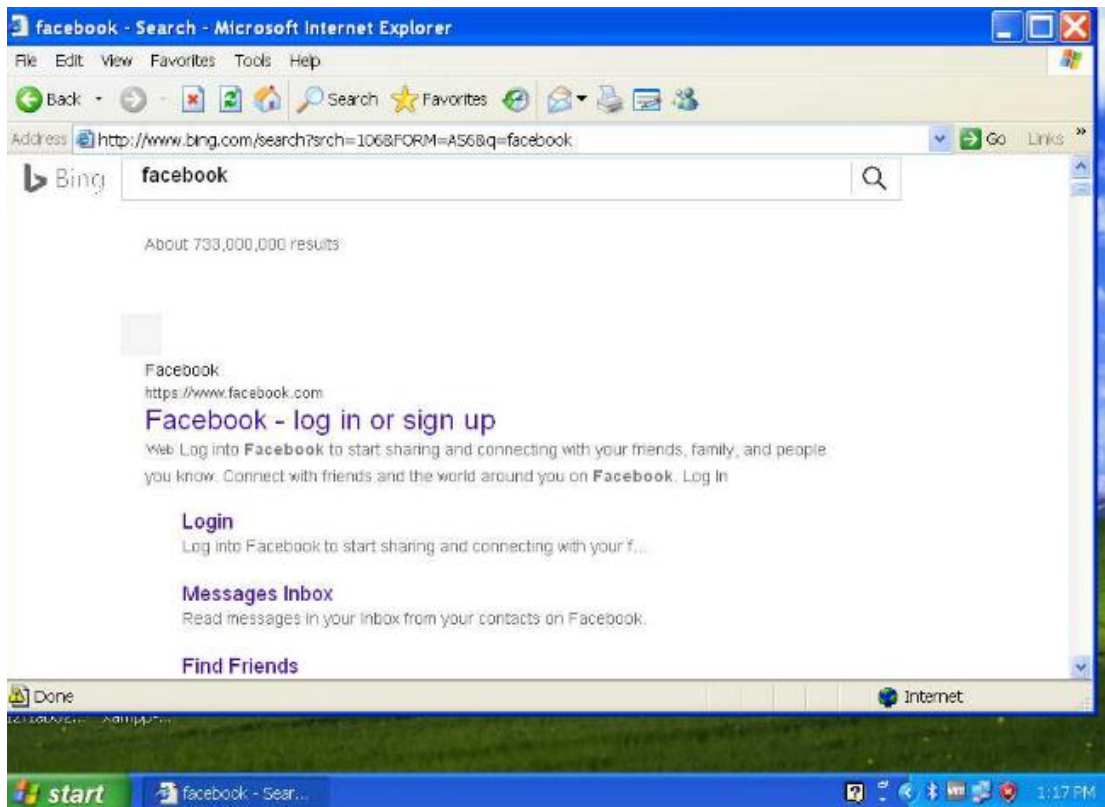 facebook - Search - Microsoft Internet Explorer
File Edit View Favorites Tools Help
Back Search Favorites
Address http://www.bing.com/search?srch=106&FORM=AS6&q=facebook Go Links »
Bing facebook
About 733,000,000 results
Facebook
https://www.facebook.com
Facebook - log in or sign up
Web Log into Facebook to start sharing and connecting with your friends, family, and people
you know. Connect with friends and the world around you on Facebook. Log In
Login
Log into Facebook to start sharing and connecting with your f...
Messages Inbox
Read messages in your Inbox from your contacts on Facebook.
Find Friends
Done Internet
start facebook - Sear... 1:17 PM